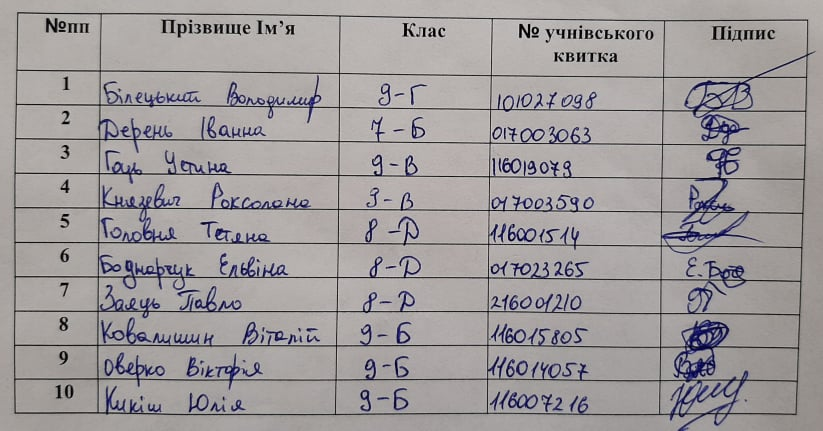 №пп Прізвище Ім’я Клас № учнівського квитка Підпис
1 Білецький Володимир 9-Г 101027098
2 Дерень Іванна 7-Б 017003063
3 Гоць Устина 9-В 116019079
4 Князевич Роксолана 9-В 017003590
5 Головня Тетяна 8-Д 116001514
6 Боднарчук Ельвіна 8-Д 017023265
7 Заяць Павло 8-Д 216001210
8 Ковалишин Віталій 9-Б 116015805
9 Оверко Вікторія 9-Б 116014057
10 Кикіш Юлія 9-Б 116007216